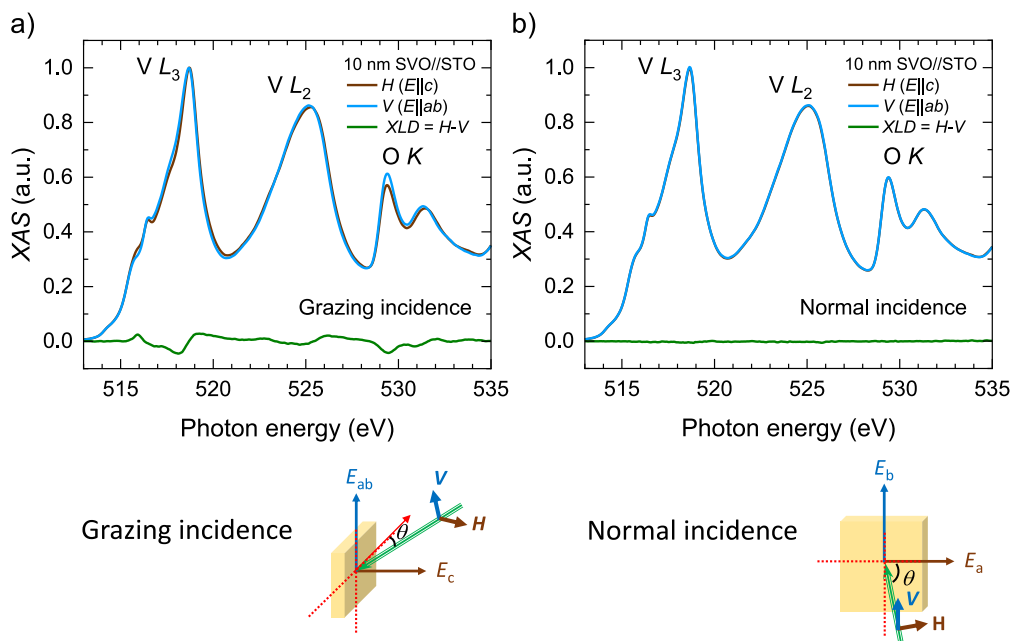 a)
V L3
V L2
O K
10 nm SVO//STO
H (E||c)
V (E||ab)
XLD = H-V
Grazing incidence
XAS (a.u.)
1.0
0.8
0.6
0.4
0.2
0.0
515 520 525 530 535
Photon energy (eV)
b)
V L3
V L2
O K
10 nm SVO//STO
H (E||c)
V (E||ab)
XLD = H-V
Normal incidence
XAS (a.u.)
1.0
0.8
0.6
0.4
0.2
0.0
515 520 525 530 535
Photon energy (eV)
Grazing incidence
Eab
V
H
θ
Ec
Normal incidence
Eb
Ea
θ
V
H